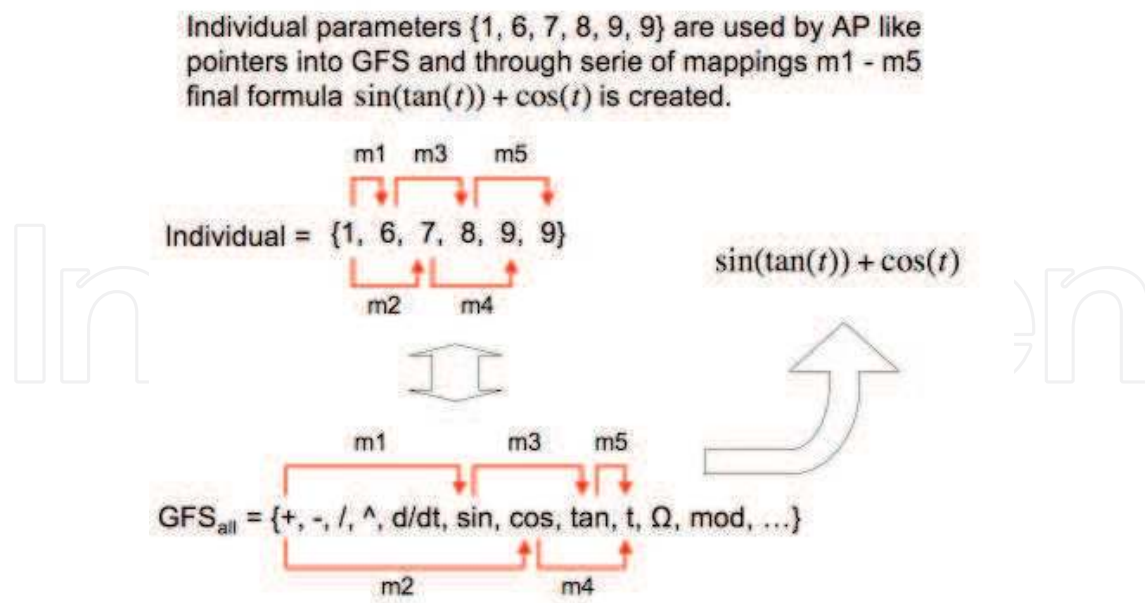 Individual parameters {1, 6, 7, 8, 9, 9} are used by AP like
pointers into GFS and through serie of mappings m1 - m5
final formula sin(tan(t)) + cos(t) is created.
m1 m3 m5
Individual = {1, 6, 7, 8, 9, 9}
m2 m4
sin(tan(t)) + cos(t)
m1 m3 m5
GFSall = {+, -, /, ^, d/dt, sin, cos, tan, t, Ω, mod, …}
m2 m4